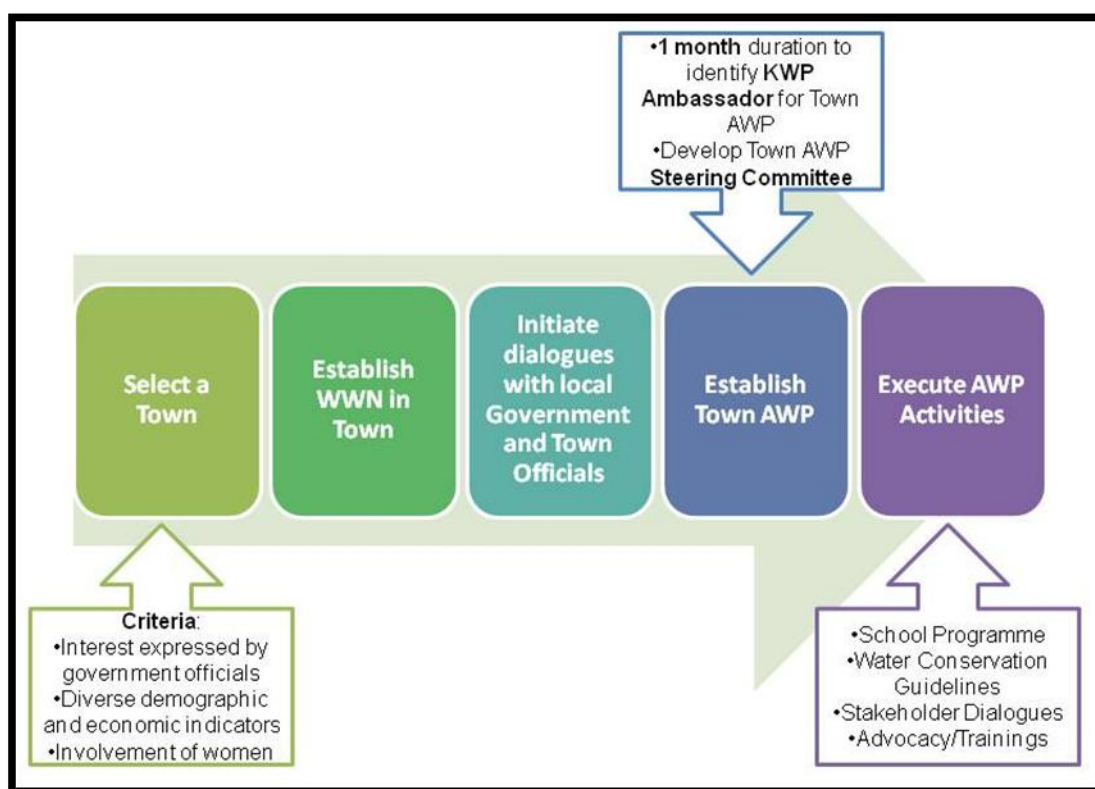 •1 month duration to
identify KWP
Ambassador for Town
AWP
•Develop Town AWP
Steering Committee
Select a
Town
Establish
WWN in
Town
Initiate
dialogues
with local
Government
and Town
Officials
Establish
Town AWP
Execute AWP
Activities
Criteria:
•Interest expressed by
government officials
•Diverse demographic
and economic indicators
•Involvement of women
•School Programme
•Water Conservation
Guidelines
•Stakeholder Dialogues
•Advocacy/Trainings